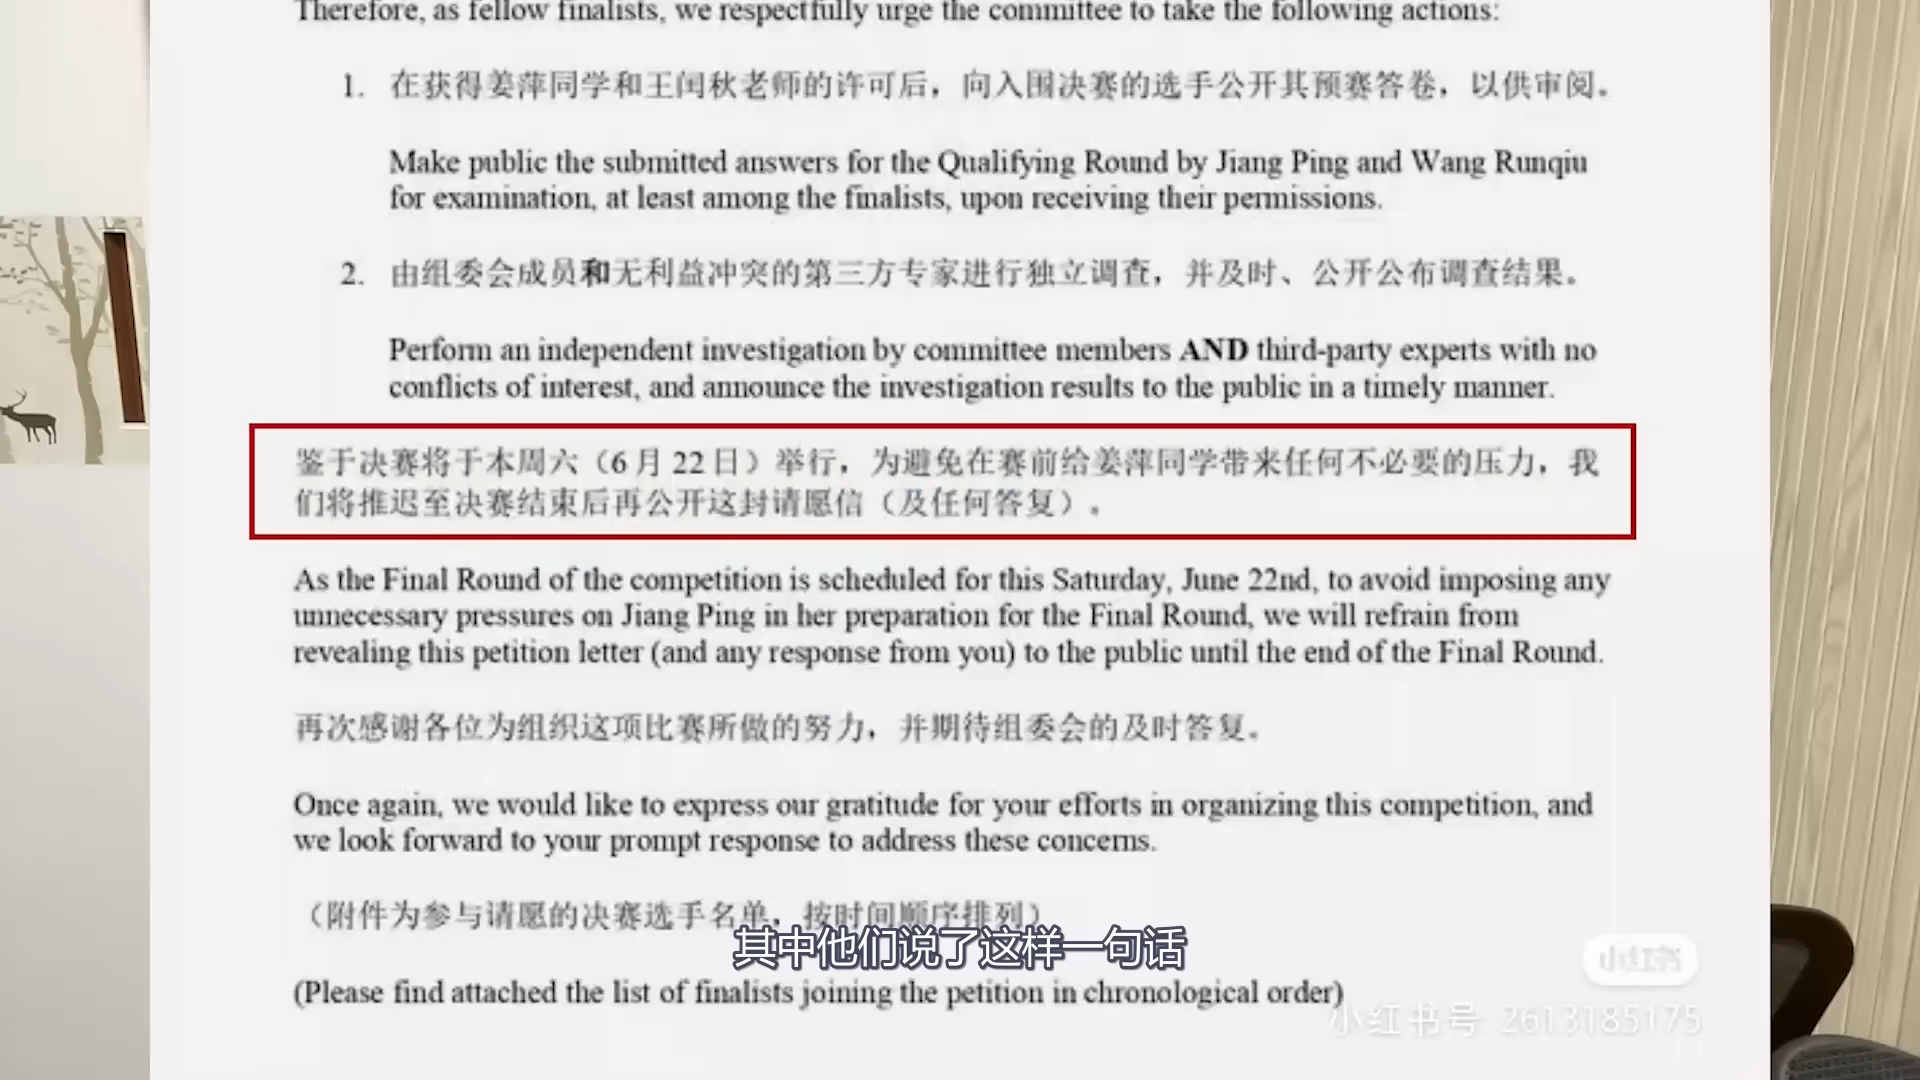 Therefore, as fellow finalists, we respectfully urge the committee to take the following actions:
1. 在获得姜萍同学和王闰秋老师的许可后，向入围决赛的选手公开其预赛答卷，以供审阅。
Make public the submitted answers for the Qualifying Round by Jiang Ping and Wang Runqiu
for examination, at least among the finalists, upon receiving their permissions.
2. 由组委会成员和无利益冲突的第三方专家进行独立调查，并及时、公开公布调查结果。
Perform an independent investigation by committee members AND third-party experts with no
conflicts of interest, and announce the investigation results to the public in a timely manner.
鉴于决赛将于本周六（6月22日）举行，为避免在赛前给姜萍同学带来任何不必要的压力，我
们将推迟至决赛结束后再公开这封请愿信（及任何答复）。
As the Final Round of the competition is scheduled for this Saturday, June 22nd, to avoid imposing any
unnecessary pressures on Jiang Ping in her preparation for the Final Round, we will refrain from
revealing this petition letter (and any response from you) to the public until the end of the Final Round.
再次感谢各位为组织这项比赛所做的努力，并期待组委会的及时答复。
Once again, we would like to express our gratitude for your efforts in organizing this competition, and
we look forward to your prompt response to address these concerns.
（附件为参与请愿的决赛选手名单，按时间顺序排列）
其中他们说了这样一句话
(Please find attached the list of finalists joining the petition in chronological order)
小红书
小红书号 2613185175